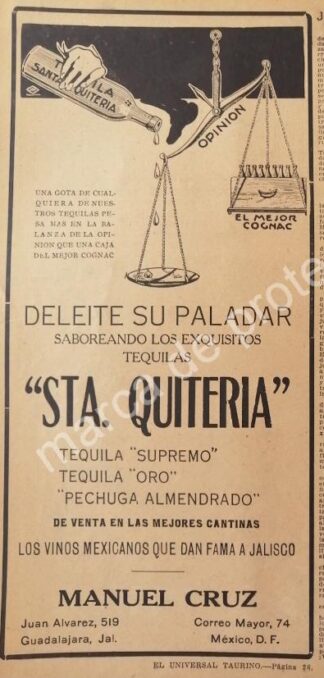 TEQUILA
SANTA QUITERIA
OPINION
EL MEJOR
COGNAC
UNA GOTA DE CUAL-
QUIERA DE NUES-
TROS TEQUILAS PE-
SA MAS EN LA BA-
LANZA DE LA OPI-
NION QUE UNA CAJA
DEL MEJOR COGNAC
DELEITE SU PALADAR
SABOREANDO LOS EXQUISITOS
TEQUILAS
"STA. QUITERIA"
TEQUILA "SUPREMO"
TEQUILA "ORO"
"PECHUGA ALMENDRADO"
DE VENTA EN LAS MEJORES CANTINAS
LOS VINOS MEXICANOS QUE DAN FAMA A JALISCO
MANUEL CRUZ
Juan Alvarez, 519
Guadalajara, Jal.
Correo Mayor, 74
México, D. F.
EL UNIVERSAL TAURINO.—Página 24.
marca de prote